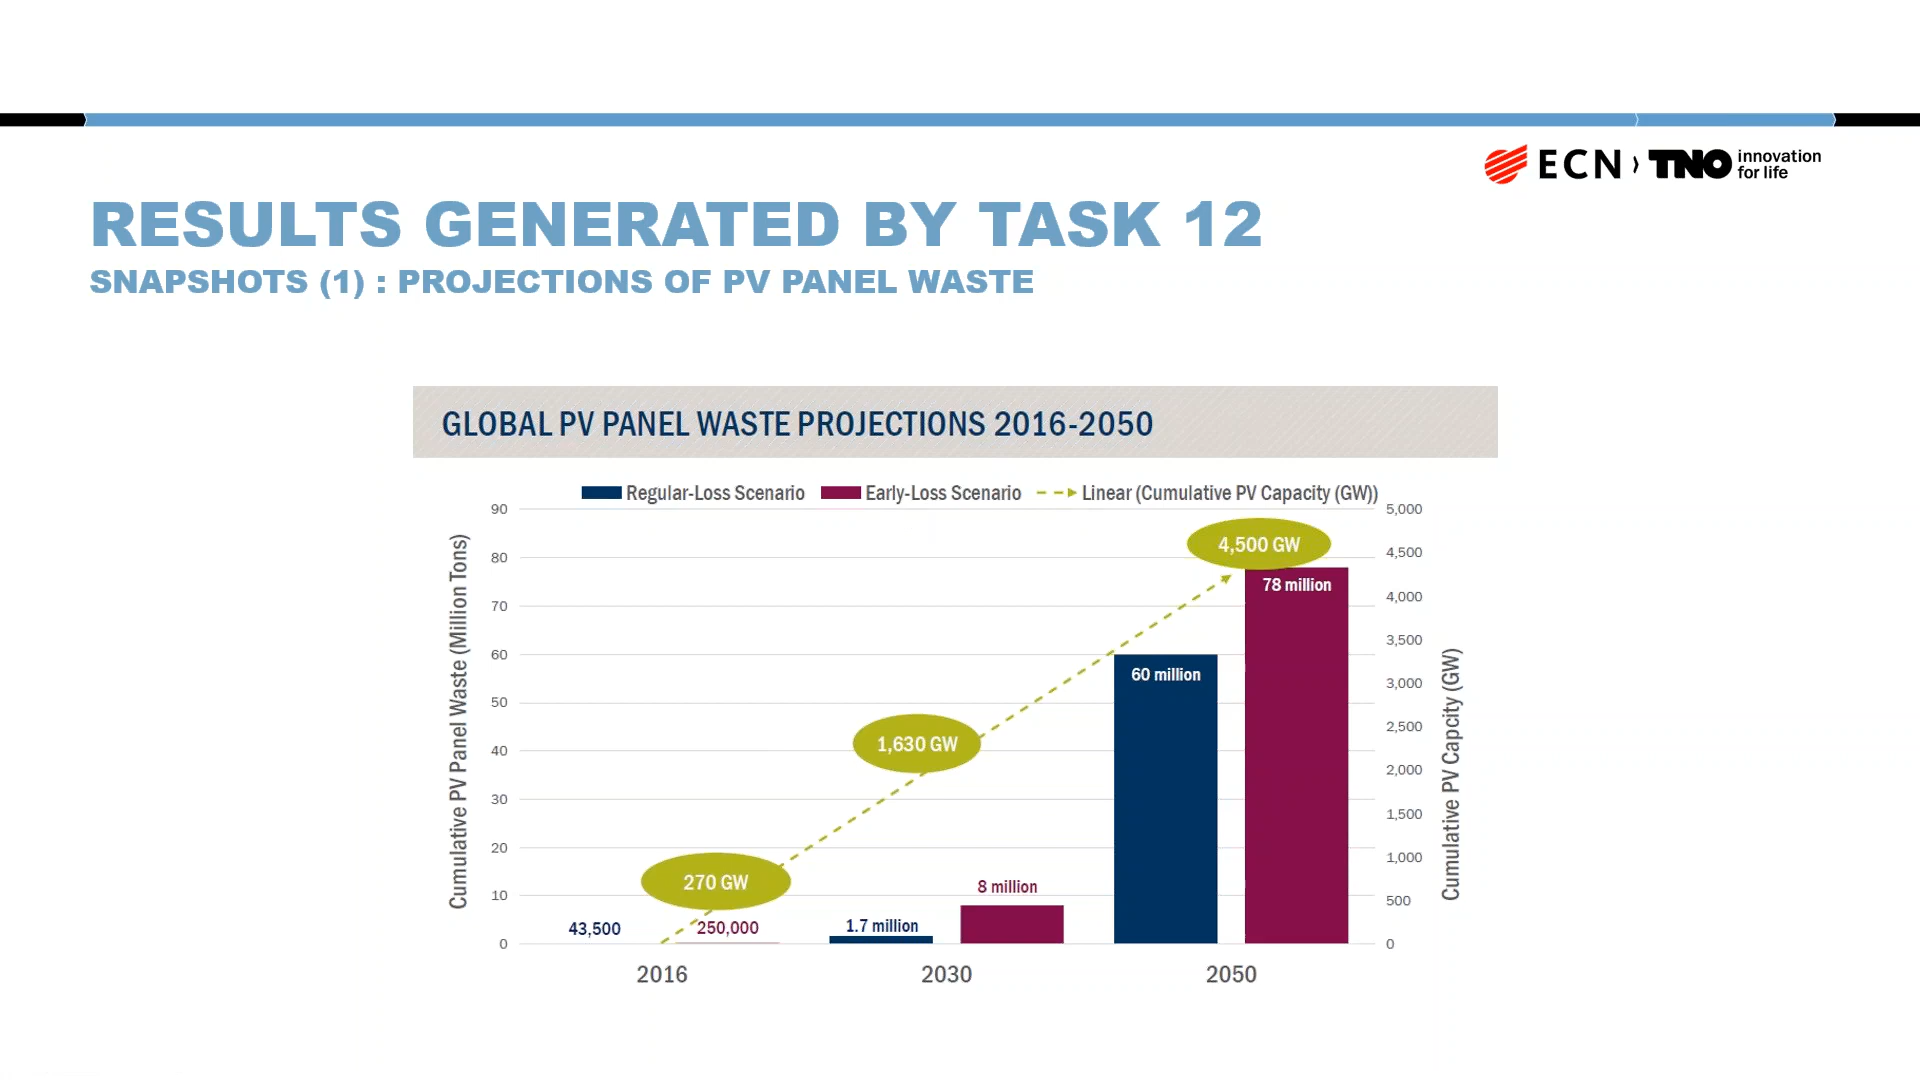 ECN › TNO innovation
for life
RESULTS GENERATED BY TASK 12
SNAPSHOTS (1) : PROJECTIONS OF PV PANEL WASTE
GLOBAL PV PANEL WASTE PROJECTIONS 2016-2050
Regular-Loss Scenario Early-Loss Scenario Linear (Cumulative PV Capacity (GW))
Cumulative PV Panel Waste (Million Tons)
90
80
70
60
50
40
30
20
10
0
4,500 GW
78 million
60 million
1,630 GW
270 GW
8 million
43,500
250,000
1.7 million
5,000
4,500
4,000
3,500
3,000
2,500
2,000
1,500
1,000
500
0
Cumulative PV Capcity (GW)
2016 2030 2050